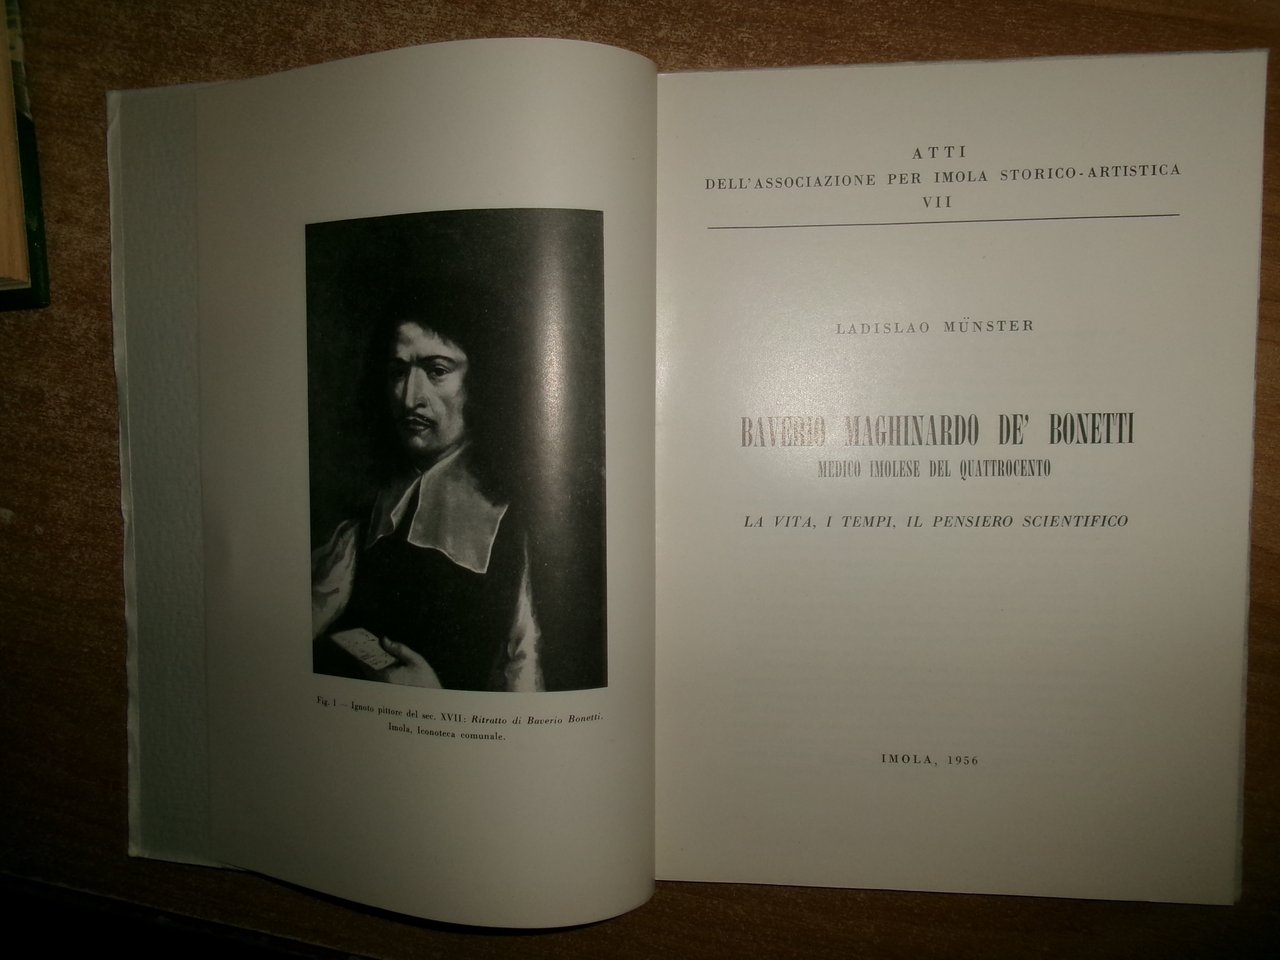 Fig. 1 — Ignoto pittore del sec. XVII: Ritratto di Baverio Bonetti.
Imola, Iconoteca comunale.
ATTI
DELL'ASSOCIAZIONE PER IMOLA STORICO-ARTISTICA
VII
LADISLAO MÜNSTER
BAVERIO MAGHINARDO DE' BONETTI
MEDICO IMOLESE DEL QUATTROCENTO
LA VITA, I TEMPI, IL PENSIERO SCIENTIFICO
IMOLA, 1956